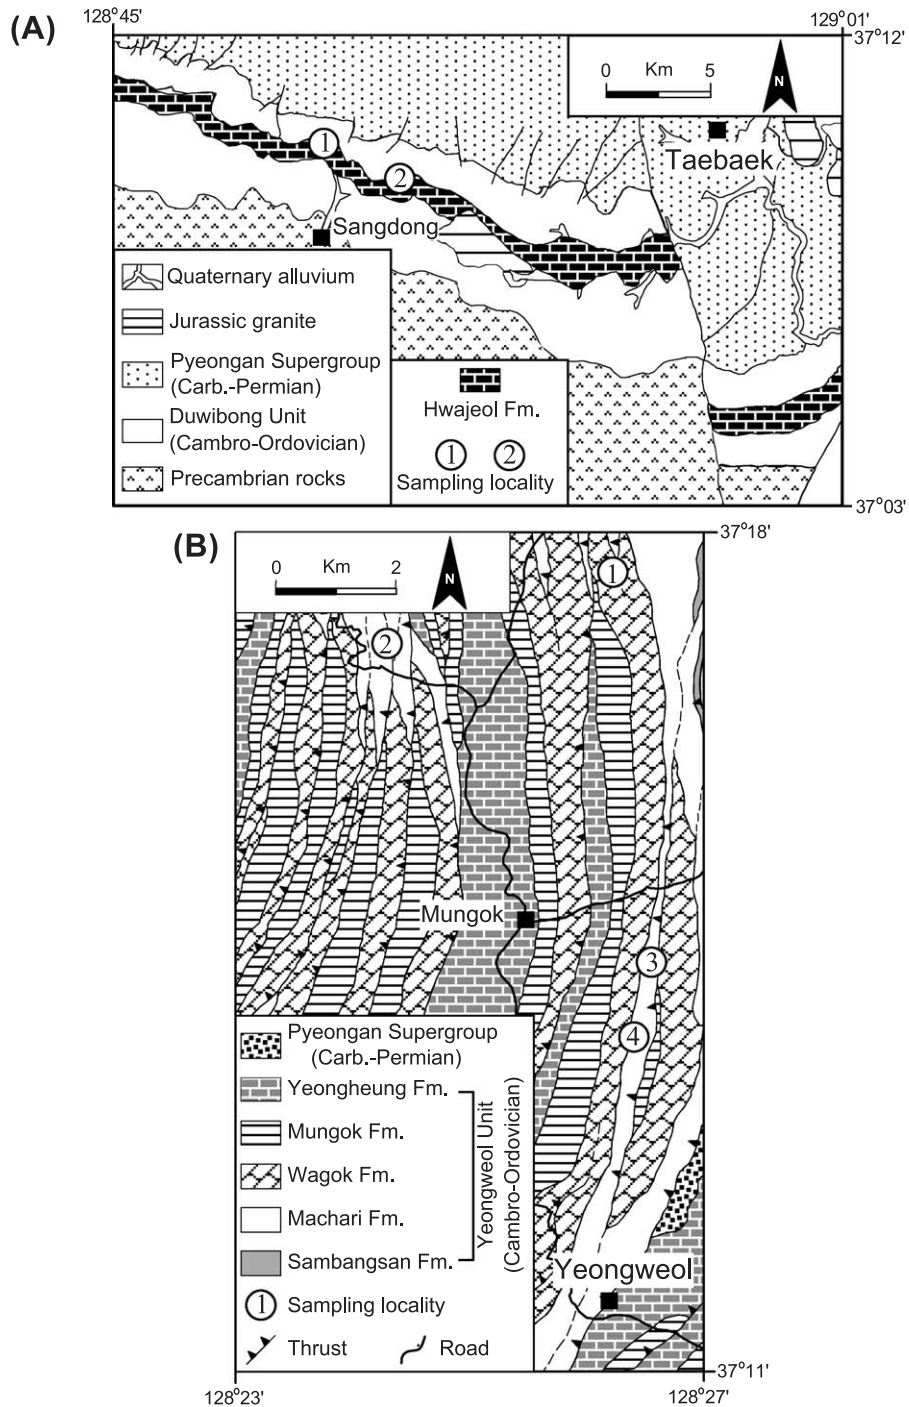 (A)
128°45'
129°01'
37°12'
0 Km 5
N
Taebaek
1
2
Sangdong
Quaternary alluvium
Jurassic granite
Pyeongan Supergroup
(Carb.-Permian)
Duwibong Unit
(Cambro-Ordovician)
Precambrian rocks
Hwajeol Fm.
1 2
Sampling locality
37°03'
(B)
37°18'
0 Km 2
N
1
2
Mungok
3
4
Pyeongan Supergroup
(Carb.-Permian)
Yeongheung Fm.
Mungok Fm.
Wagok Fm.
Machari Fm.
Sambangsan Fm.
Yeongweol Unit
(Cambro-Ordovician)
1 Sampling locality
Thrust Road
Yeongweol
37°11'
128°23'
128°27'